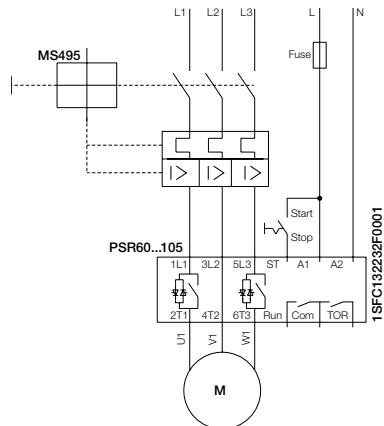 L1 L2 L3 L N
MS495
Fuse
I> I> I>
Start
Stop
PSR60...105
1L1 3L2 5L3 ST A1 A2
2T1 4T2 6T3 Run Com TOR
U1 V1 W1
M
1SFC132232F0001